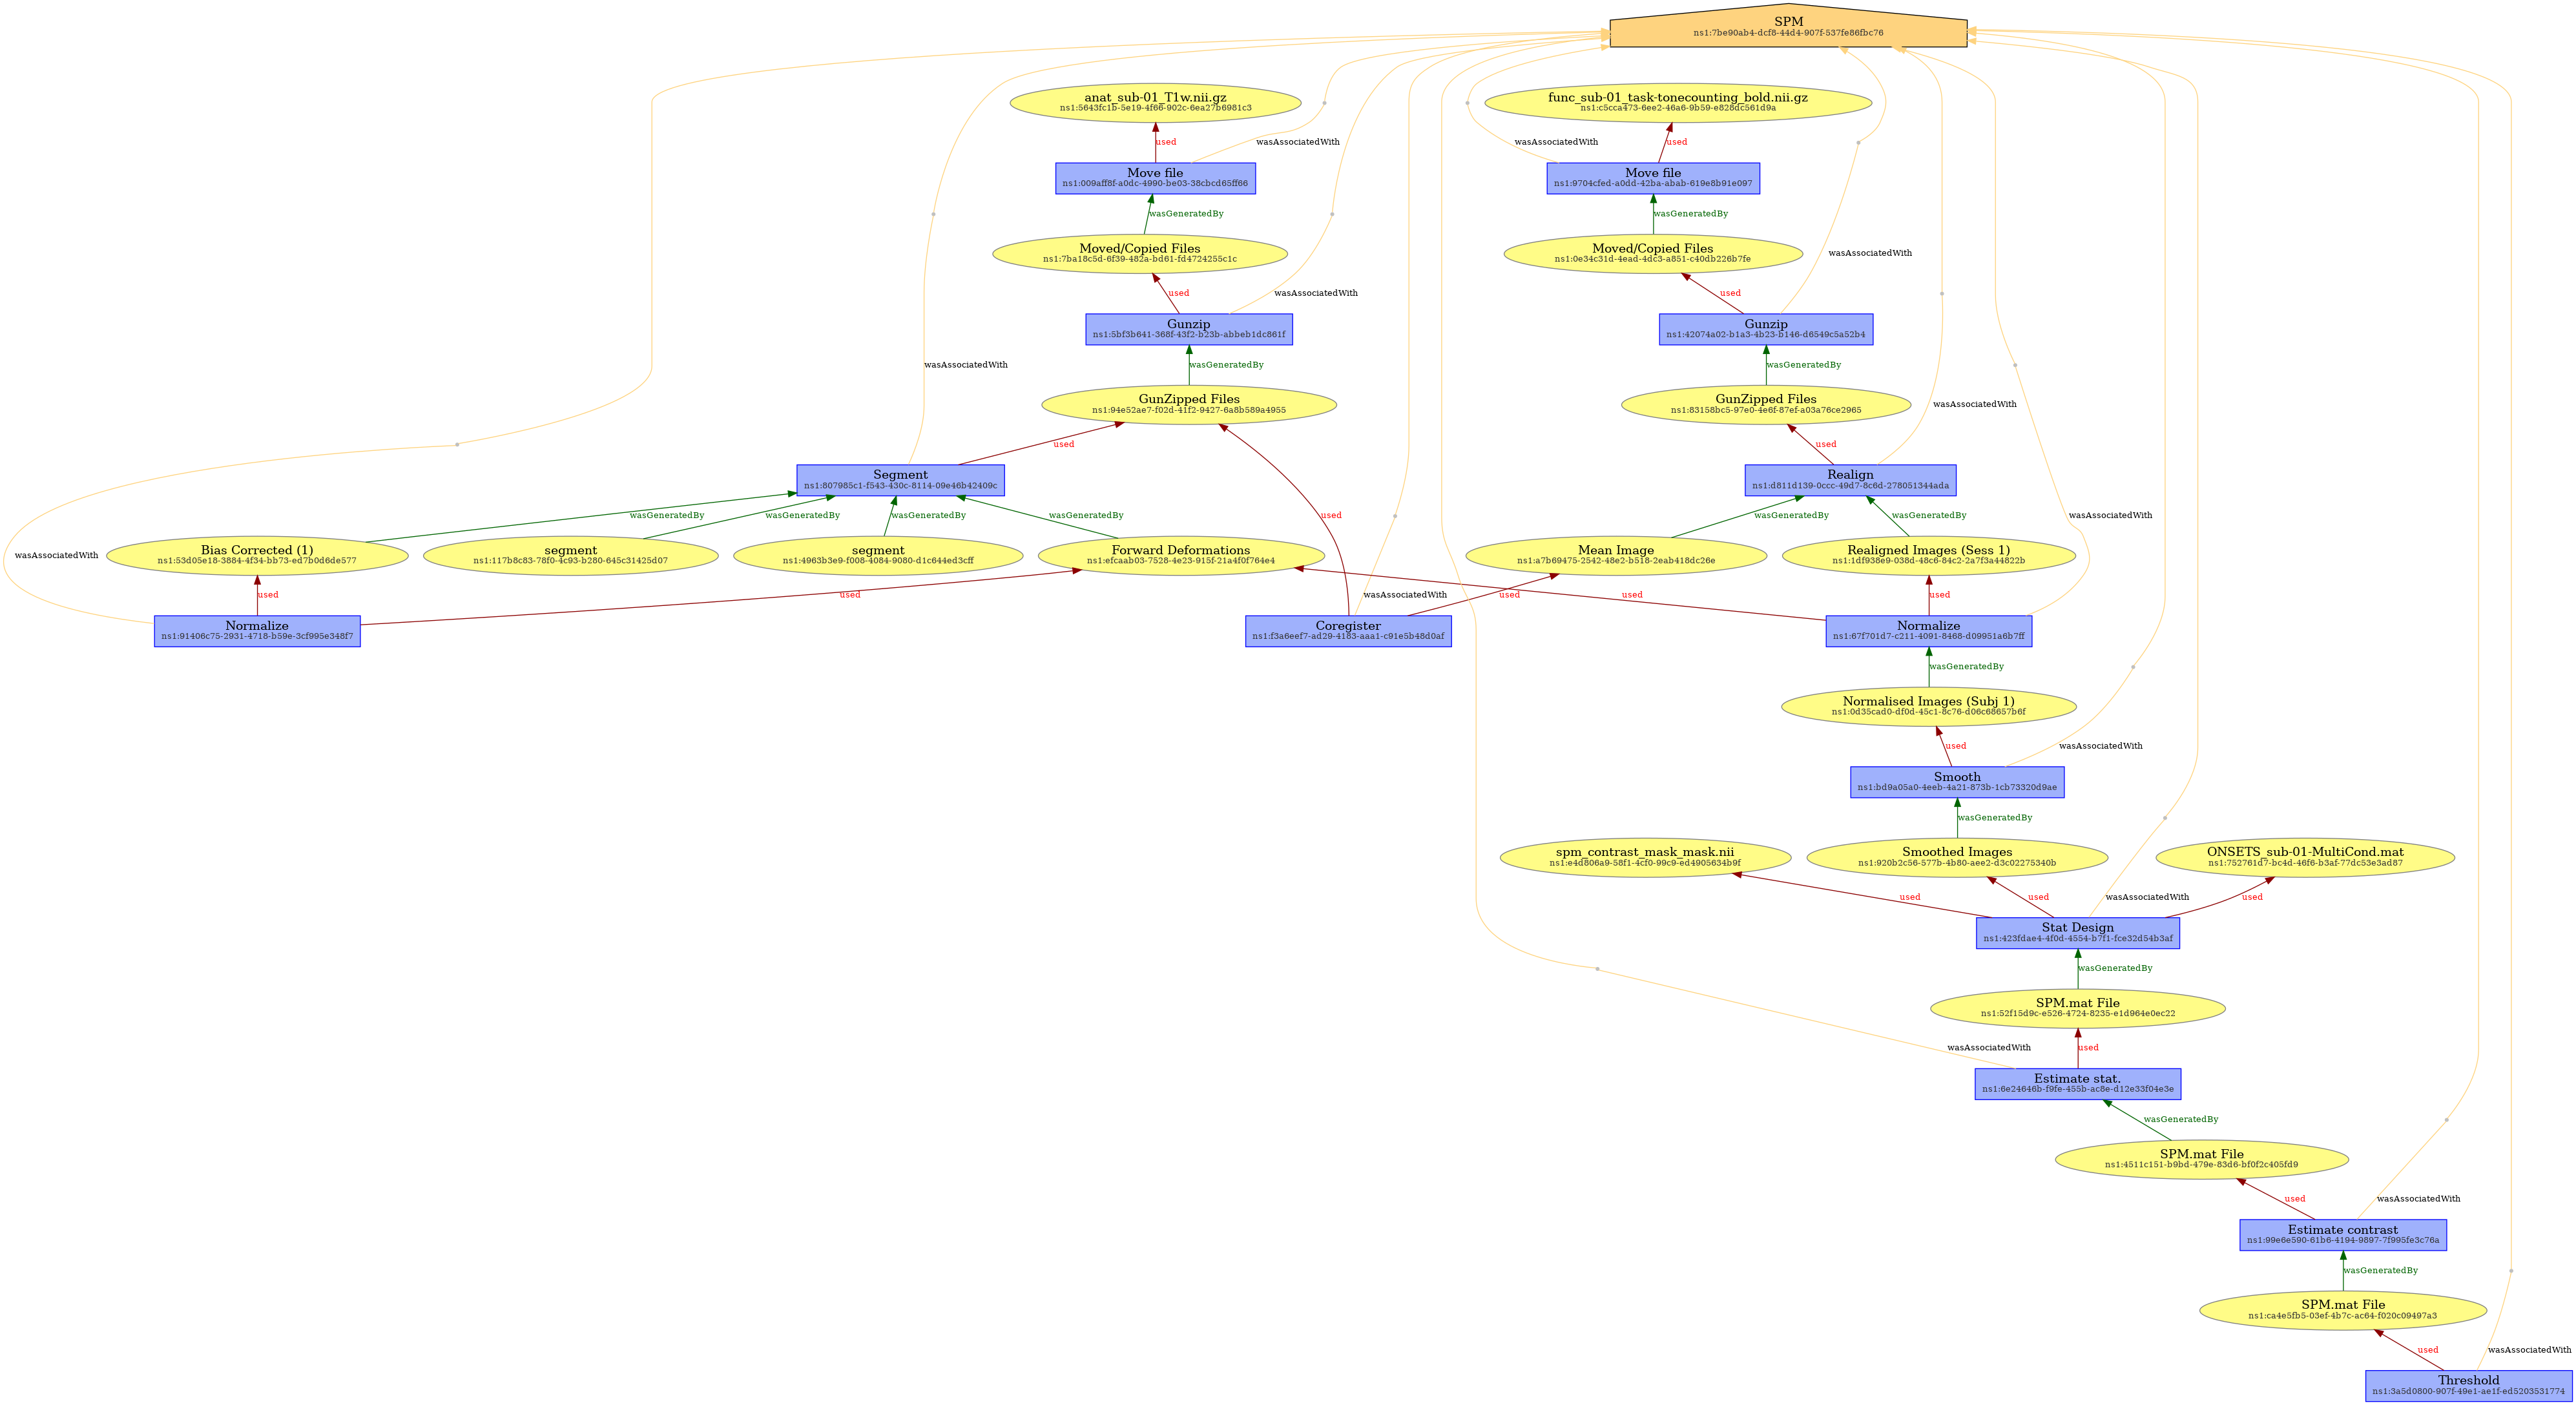 SPM
ns1:7be90ab4-dcf8-44d4-907f-537fe86fbc76
anat_sub-01_T1w.nii.gz
ns1:5643fc1b-5e19-4f66-902c-6ea27b6981c3
func_sub-01_task-tonecounting_bold.nii.gz
ns1:c5cca473-6ee2-46a6-9b59-e828dc561d9a
used
wasAssociatedWith
wasAssociatedWith
used
Move file
ns1:009aff8f-a0dc-4990-be03-38cbcd65ff66
Move file
ns1:9704cfed-a0dd-42ba-abab-619e8b91e097
wasGeneratedBy
wasGeneratedBy
Moved/Copied Files
ns1:7ba18c5d-6f39-482a-bd61-fd4724255c1c
Moved/Copied Files
ns1:0e34c31d-4ead-4dc3-a851-c40db226b7fe
wasAssociatedWith
used
wasAssociatedWith
used
Gunzip
ns1:5bf3b641-368f-43f2-b23b-abbeb1dc861f
Gunzip
ns1:42074a02-b1a3-4b23-b146-d6549c5a52b4
wasAssociatedWith
wasGeneratedBy
wasGeneratedBy
GunZipped Files
ns1:94e52ae7-f02d-41f2-9427-6a8b589a4955
GunZipped Files
ns1:83158bc5-97e0-4e6f-87ef-a03a76ce2965
wasAssociatedWith
used
used
Segment
ns1:807985c1-f543-430c-8114-09e46b42409c
Realign
ns1:d811d139-0ccc-49d7-8c6d-278051344ada
wasGeneratedBy
wasGeneratedBy
wasGeneratedBy
wasGeneratedBy
used
wasGeneratedBy
wasGeneratedBy
wasAssociatedWith
wasAssociatedWith
Bias Corrected (1)
ns1:53d05e18-3884-4f34-bb73-ed7b0d6de577
segment
ns1:117b8c83-78f0-4c93-b280-645c31425d07
segment
ns1:4963b3e9-f008-4084-9080-d1c644ed3cff
Forward Deformations
ns1:efcaab03-7528-4e23-915f-21a4f0f764e4
Mean Image
ns1:a7b69475-2542-48e2-b518-2eab418dc26e
Realigned Images (Sess 1)
ns1:1df938e9-038d-48c6-84c2-2a7f3a44822b
used
used
wasAssociatedWith
used
used
used
Normalize
ns1:91406c75-2931-4718-b59e-3cf995e348f7
Coregister
ns1:f3a6eef7-ad29-4183-aaa1-c91e5b48d0af
Normalize
ns1:67f701d7-c211-4091-8468-d09951a6b7ff
wasGeneratedBy
Normalised Images (Subj 1)
ns1:0d35cad0-df0d-45c1-8c76-d06c68657b6f
used
wasAssociatedWith
Smooth
ns1:bd9a05a0-4eeb-4a21-873b-1cb73320d9ae
wasGeneratedBy
spm_contrast_mask_mask.nii
ns1:e4d806a9-58f1-4cf0-99c9-ed4905634b9f
Smoothed Images
ns1:920b2c56-577b-4b80-aee2-d3c02275340b
ONSETS_sub-01-MultiCond.mat
ns1:752761d7-bc4d-46f6-b3af-77dc53e3ad87
used
used
wasAssociatedWith
used
Stat Design
ns1:423fdae4-4f0d-4554-b7f1-fce32d54b3af
wasGeneratedBy
SPM.mat File
ns1:52f15d9c-e526-4724-8235-e1d964e0ec22
wasAssociatedWith
used
Estimate stat.
ns1:6e24646b-f9fe-455b-ac8e-d12e33f04e3e
wasGeneratedBy
SPM.mat File
ns1:4511c151-b9bd-479e-83d6-bf0f2c405fd9
used
wasAssociatedWith
Estimate contrast
ns1:99e6e590-61b6-4194-9897-7f995fe3c76a
wasGeneratedBy
SPM.mat File
ns1:ca4e5fb5-03ef-4b7c-ac64-f020c09497a3
used
wasAssociatedWith
Threshold
ns1:3a5d0800-907f-49e1-ae1f-ed5203531774